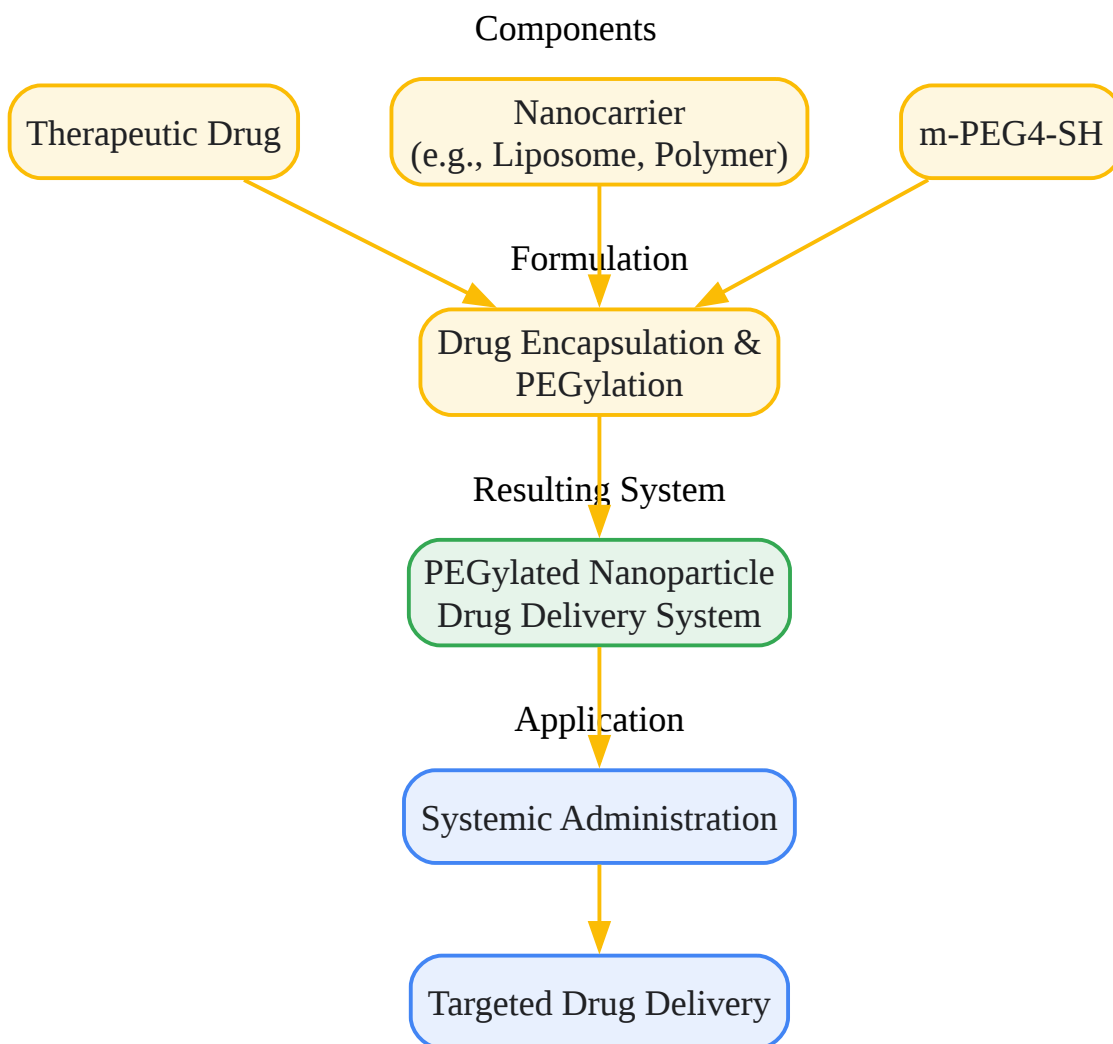 Components
Therapeutic Drug
Nanocarrier
(e.g., Liposome, Polymer)
m-PEG4-SH
Formulation
Drug Encapsulation &
PEGylation
Resulting System
PEGylated Nanoparticle
Drug Delivery System
Application
Systemic Administration
Targeted Drug Delivery